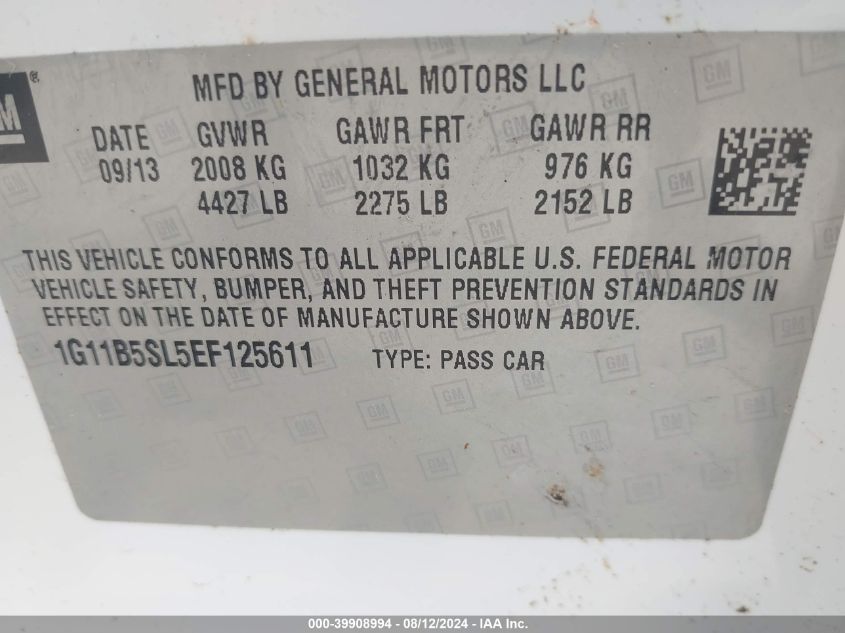 GM ®
MFD BY GENERAL MOTORS LLC
DATE GVWR GAWR FRT GAWR RR
09/13 2008 KG 1032 KG 976 KG
4427 LB 2275 LB 2152 LB
THIS VEHICLE CONFORMS TO ALL APPLICABLE U.S. FEDERAL MOTOR
VEHICLE SAFETY, BUMPER, AND THEFT PREVENTION STANDARDS IN
EFFECT ON THE DATE OF MANUFACTURE SHOWN ABOVE.
1G11B5SL5EF125611 TYPE: PASS CAR
000-39908994 - 08/12/2024 - IAA Inc.